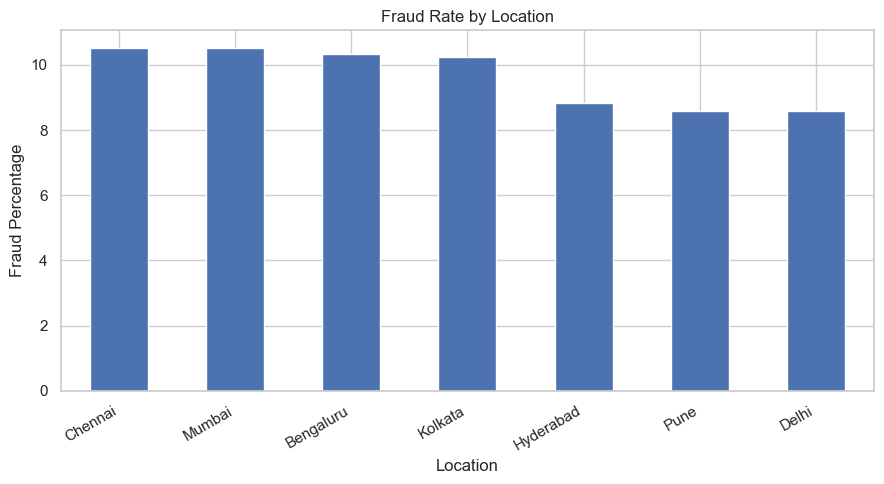 Fraud Rate by Location
Fraud Percentage
10
8
6
4
2
0
Chennai
Mumbai
Bengaluru
Kolkata
Hyderabad
Pune
Delhi
Location